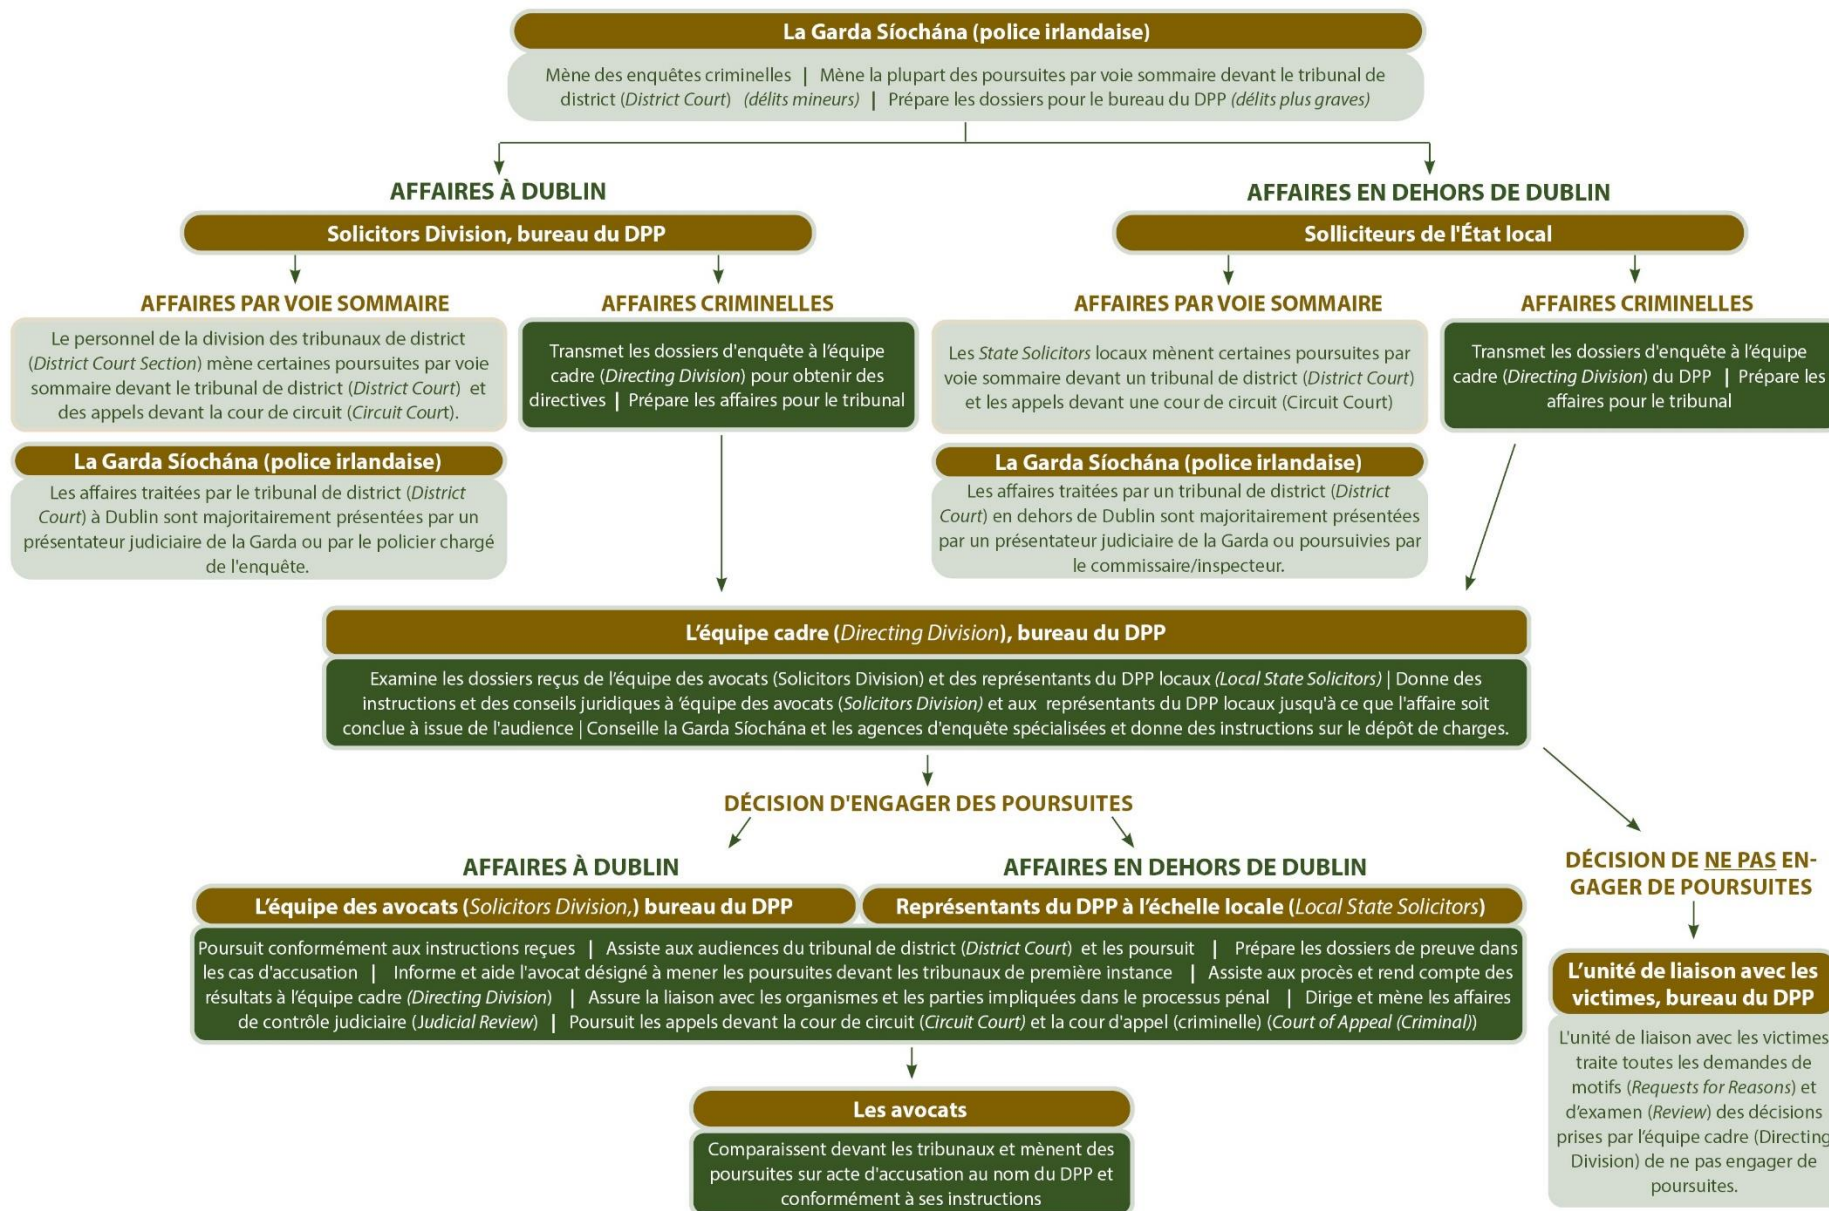 La Garda Síochána (police irlandaise)
Mène des enquêtes criminelles | Mène la plupart des poursuites par voie sommaire devant le tribunal de
district (District Court) (délits mineurs) | Prépare les dossiers pour le bureau du DPP (délits plus graves)
AFFAIRES À DUBLIN
Solicitors Division, bureau du DPP
AFFAIRES PAR VOIE SOMMAIRE
Le personnel de la division des tribunaux de district
(District Court Section) mène certaines poursuites par voie
sommaire devant le tribunal de district (District Court) et
des appels devant la cour de circuit (Circuit Court).
La Garda Síochána (police irlandaise)
Les affaires traitées par le tribunal de district (District
Court) à Dublin sont majoritairement présentées par un
présentateur judiciaire de la Garda ou par le policier chargé
de l'enquête.
AFFAIRES CRIMINELLES
Transmet les dossiers d'enquête à l'équipe
cadre (Directing Division) pour obtenir des
directives | Prépare les affaires pour le tribunal
AFFAIRES EN DEHORS DE DUBLIN
Solliciteurs de l'État local
AFFAIRES PAR VOIE SOMMAIRE
Les State Solicitors locaux mènent certaines poursuites par
voie sommaire devant un tribunal de district (District Court)
et les appels devant une cour de circuit (Circuit Court)
La Garda Síochána (police irlandaise)
Les affaires traitées par un tribunal de district (District
Court) en dehors de Dublin sont majoritairement présentées
par un présentateur judiciaire de la Garda ou poursuivies par
le commissaire/inspecteur.
AFFAIRES CRIMINELLES
Transmet les dossiers d'enquête à l'équipe
cadre (Directing Division) du DPP | Prépare les
affaires pour le tribunal
L'équipe cadre (Directing Division), bureau du DPP
Examine les dossiers reçus de l'équipe des avocats (Solicitors Division) et des représentants du DPP locaux (Local State Solicitors) | Donne des
instructions et des conseils juridiques à 'équipe des avocats (Solicitors Division) et aux représentants du DPP locaux jusqu'à ce que l'affaire soit
conclue à issue de l'audience | Conseille la Garda Síochána et les agences d'enquête spécialisées et donne des instructions sur le dépôt de charges.
DÉCISION D'ENGAGER DES POURSUITES
AFFAIRES À DUBLIN
AFFAIRES EN DEHORS DE DUBLIN
L'équipe des avocats (Solicitors Division,) bureau du DPP
Représentants du DPP à l'échelle locale (Local State Solicitors)
Poursuit conformément aux instructions reçues | Assiste aux audiences du tribunal de district (District Court) et les poursuit | Prépare les dossiers de preuve dans
les cas d'accusation | Informe et aide l'avocat désigné à mener les poursuites devant les tribunaux de première instance | Assiste aux procès et rend compte des
résultats à l'équipe cadre (Directing Division) | Assure la liaison avec les organismes et les parties impliquées dans le processus pénal | Dirige et mène les affaires
de contrôle judiciaire (Judicial Review) | Poursuit les appels devant la cour de circuit (Circuit Court) et la cour d'appel (criminelle) (Court of Appeal (Criminal))
Les avocats
Comparaissent devant les tribunaux et mènent des
poursuites sur acte d'accusation au nom du DPP et
conformément à ses instructions
DÉCISION DE NE PAS EN-
GAGER DE POURSUITES
L'unité de liaison avec les
victimes, bureau du DPP
L'unité de liaison avec les victimes
traite toutes les demandes de
motifs (Requests for Reasons) et
d'examen (Review) des décisions
prises par l'équipe cadre (Directing
Division) de ne pas engager de
poursuites.